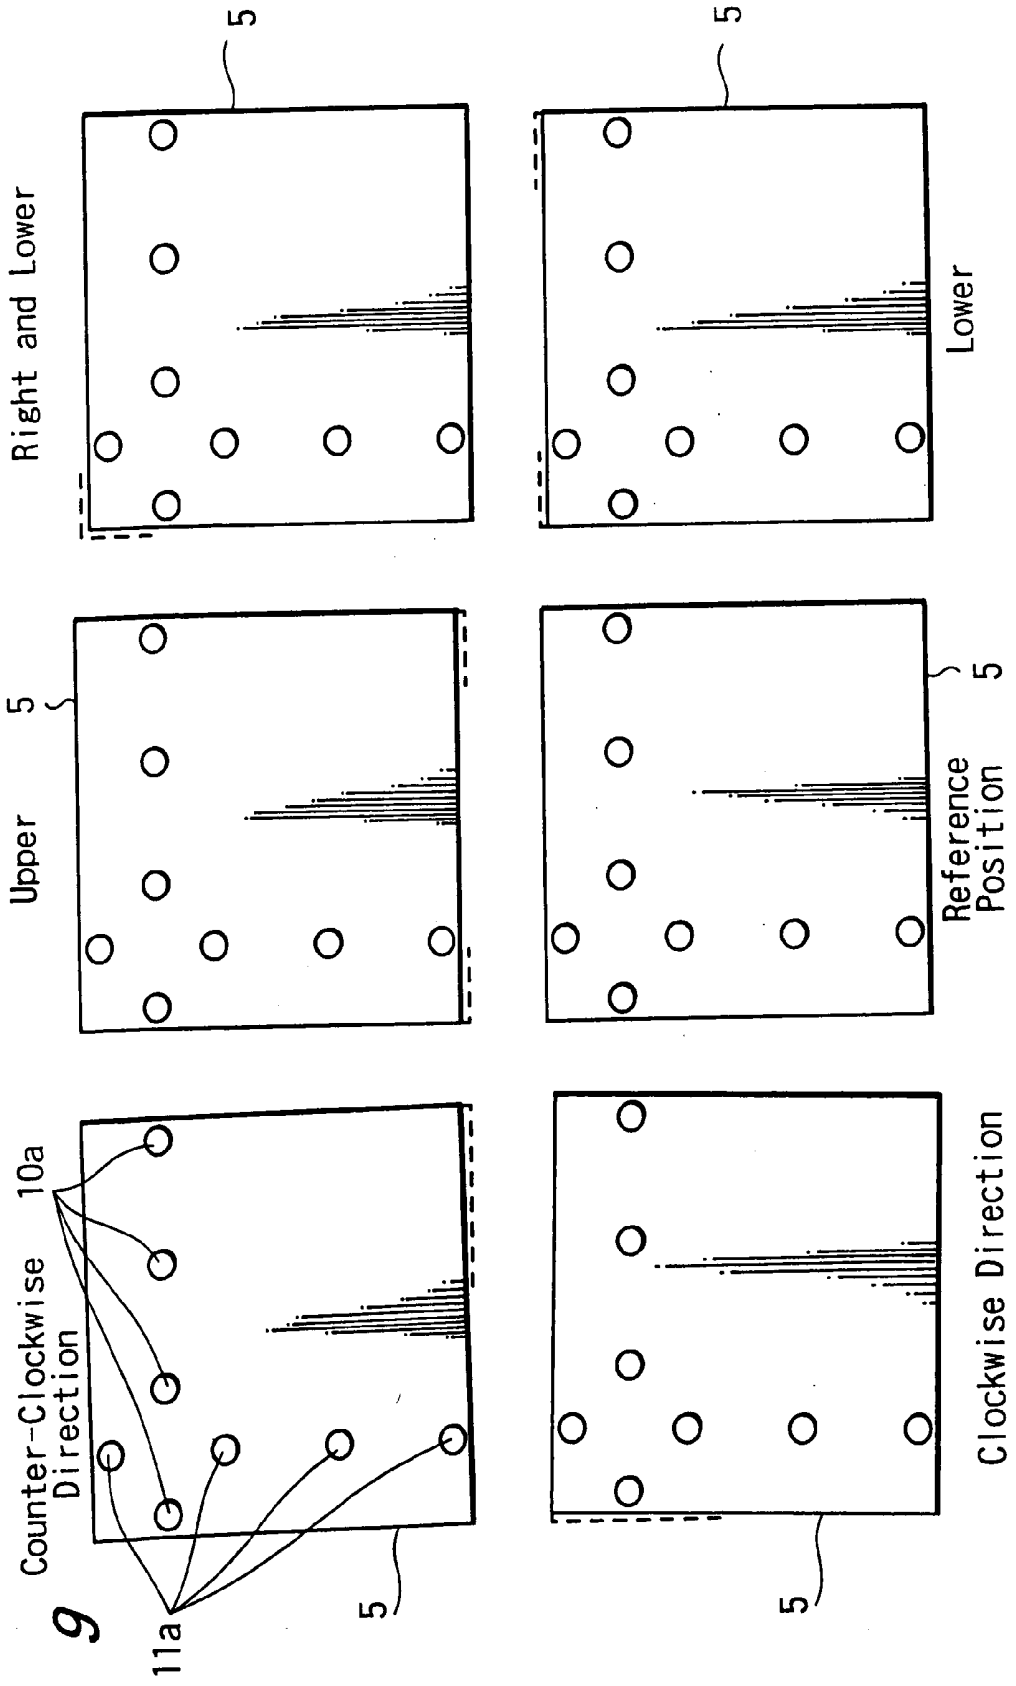 9
Counter-Clockwise
Direction
10a
11a
5
Upper
5
Right and Lower
5
5
Clockwise Direction
5
Reference
Position
5
Lower